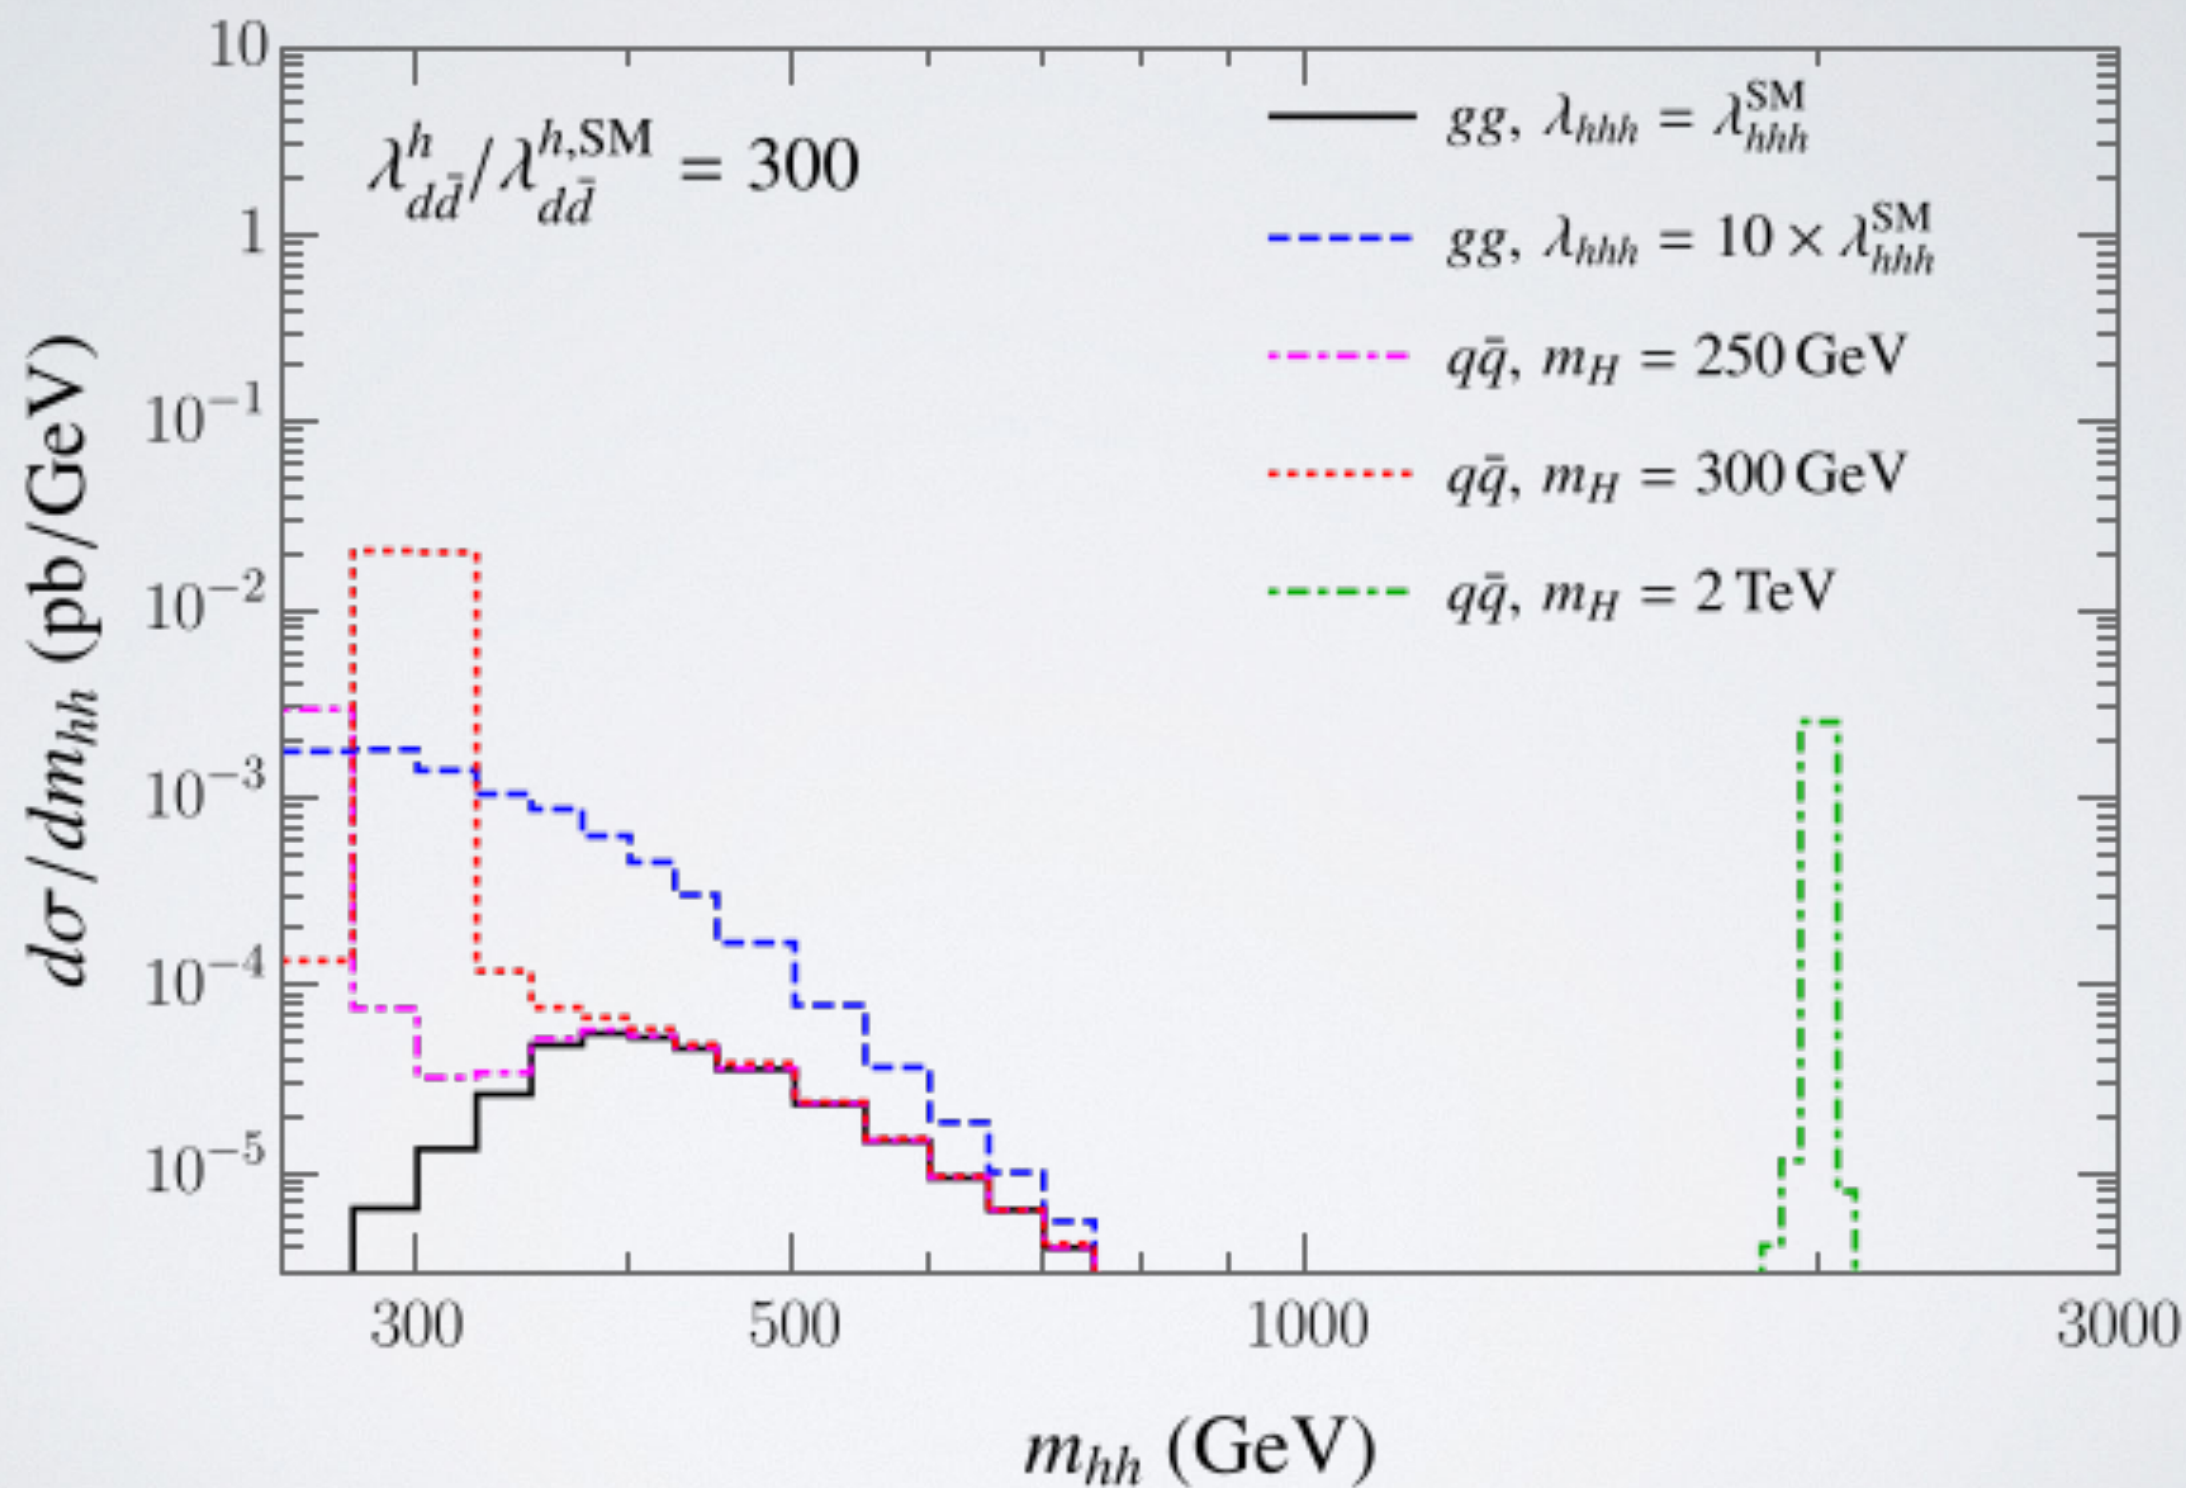 10
1
10⁻¹
10⁻²
10⁻³
10⁻⁴
10⁻⁵
dσ/dm_{hh} (pb/GeV)
λ^{h}_{dd̄}/λ^{h,SM}_{dd̄} = 300
gg, λ_{hhh} = λ^{SM}_{hhh}
gg, λ_{hhh} = 10 × λ^{SM}_{hhh}
qq̄, m_H = 250 GeV
qq̄, m_H = 300 GeV
qq̄, m_H = 2 TeV
300 500 1000 3000
m_{hh} (GeV)